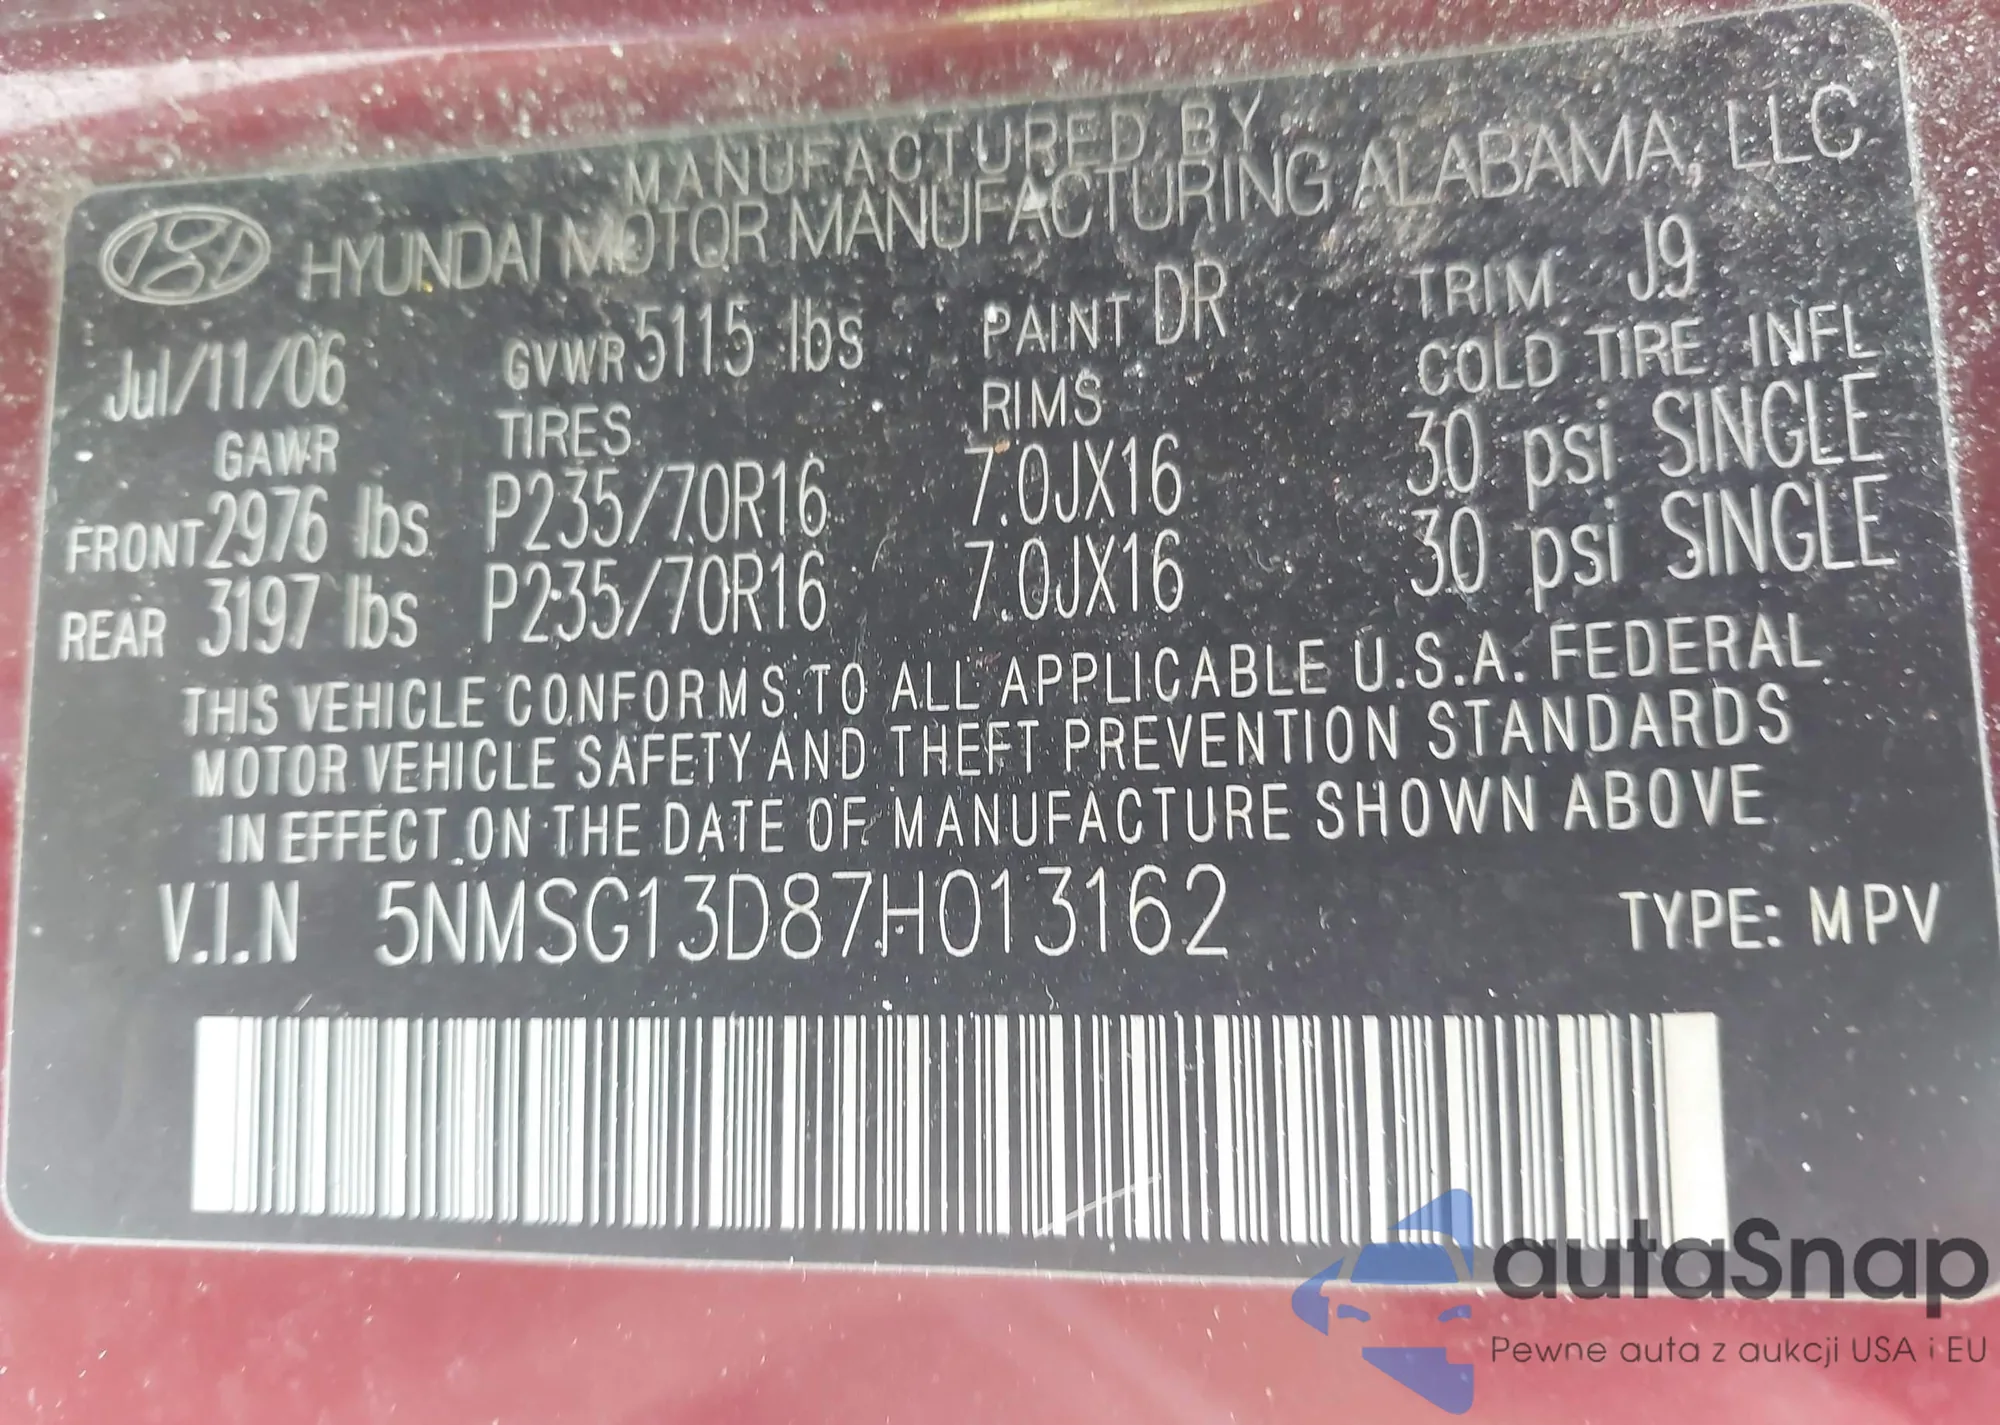 MANUFACTURED BY
HYUNDAI MOTOR MANUFACTURING ALABAMA, LLC
Jul/11/06 GVWR 5115 lbs PAINT DR TRIM J9
GAWR TIRES RIMS COLD TIRE INFL
FRONT 2976 lbs P235/70R16 7.0JX16 30 psi SINGLE
REAR 3197 lbs P235/70R16 7.0JX16 30 psi SINGLE
THIS VEHICLE CONFORMS TO ALL APPLICABLE U.S.A. FEDERAL
MOTOR VEHICLE SAFETY AND THEFT PREVENTION STANDARDS
IN EFFECT ON THE DATE OF MANUFACTURE SHOWN ABOVE
V.I.N 5NMSG13D87H013162 TYPE: MPV
autaSnap
Pewne auta z aukcji USA i EU